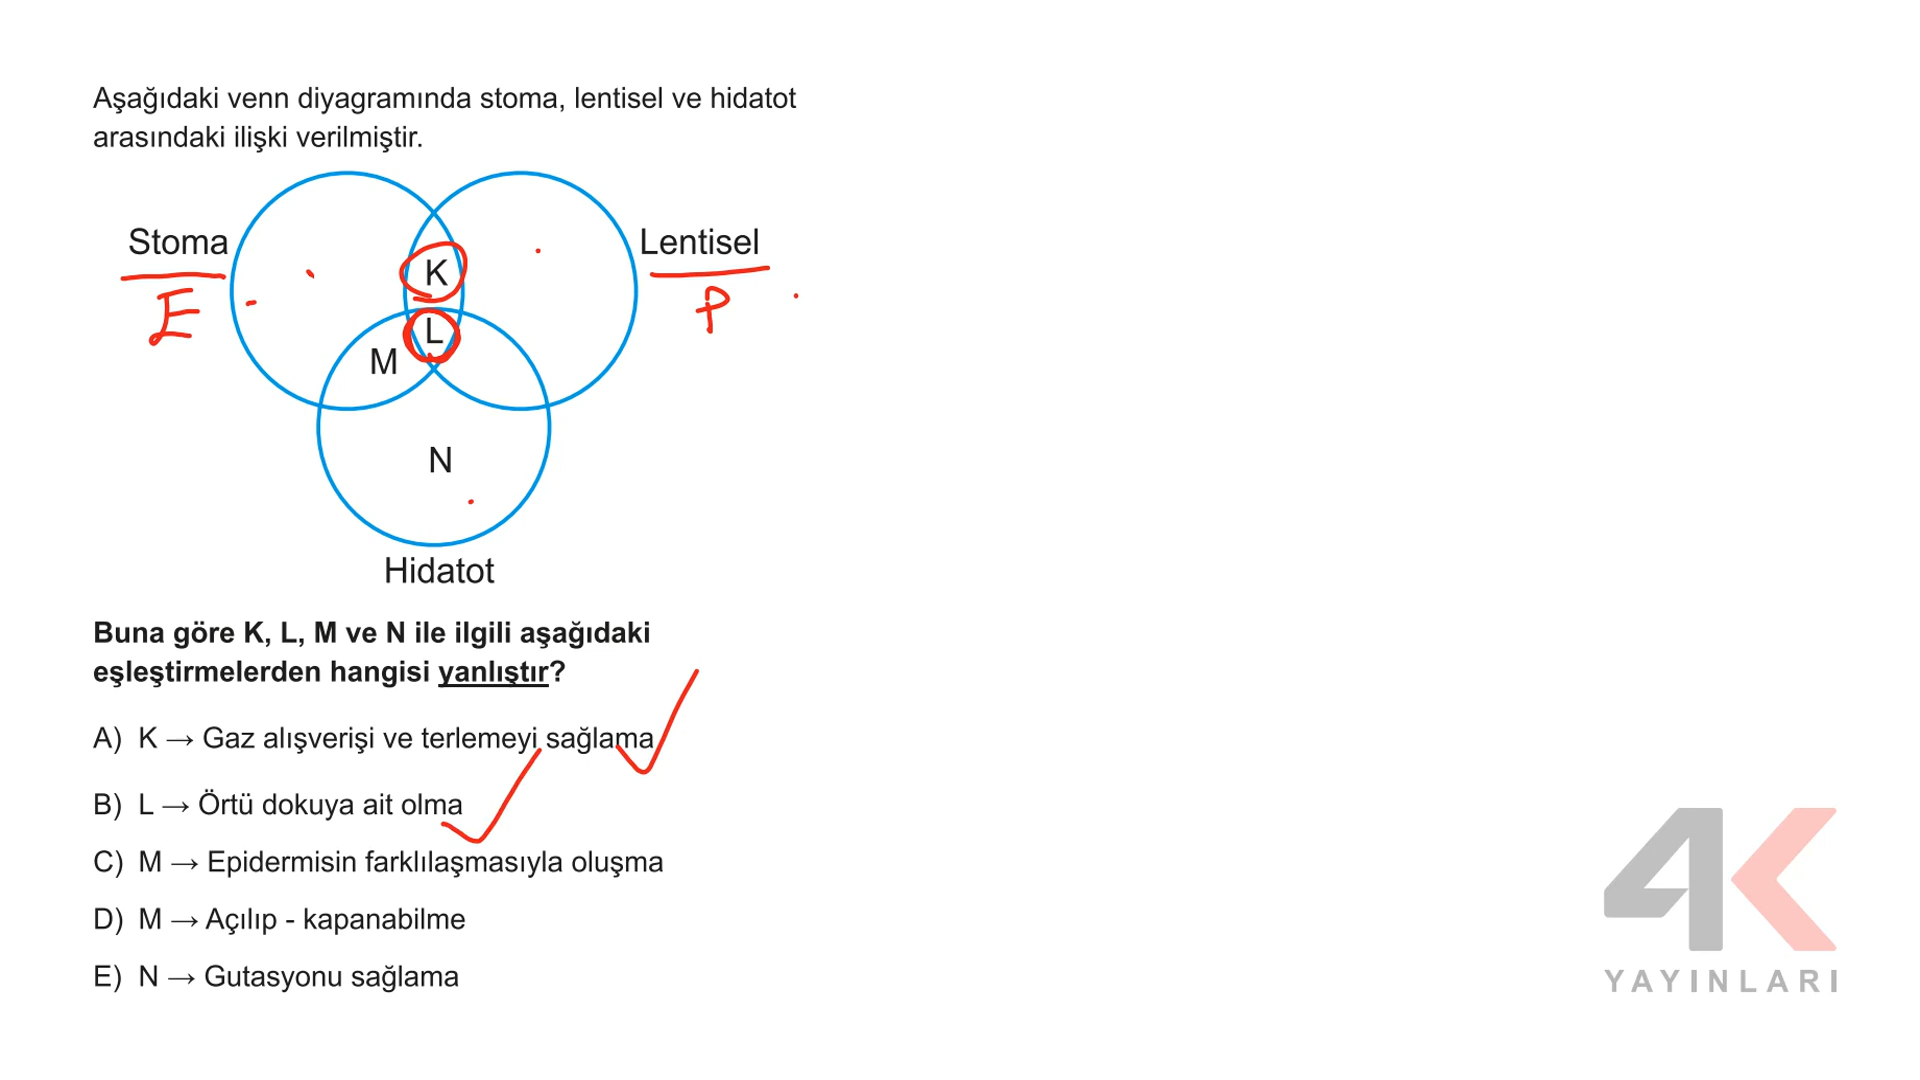 Aşağıdaki venn diyagramında stoma, lentisel ve hidatot
arasındaki ilişki verilmiştir.
Stoma
Lentisel
E
P
K
L
M
N
Hidatot
Buna göre K, L, M ve N ile ilgili aşağıdaki
eşleştirmelerden hangisi yanlıştır?
A) K → Gaz alışverişi ve terlemeyi sağlama
B) L → Örtü dokuya ait olma
C) M → Epidermisin farklılaşmasıyla oluşma
D) M → Açılıp - kapanabilme
E) N → Gutasyonu sağlama
4K
YAYINLARI